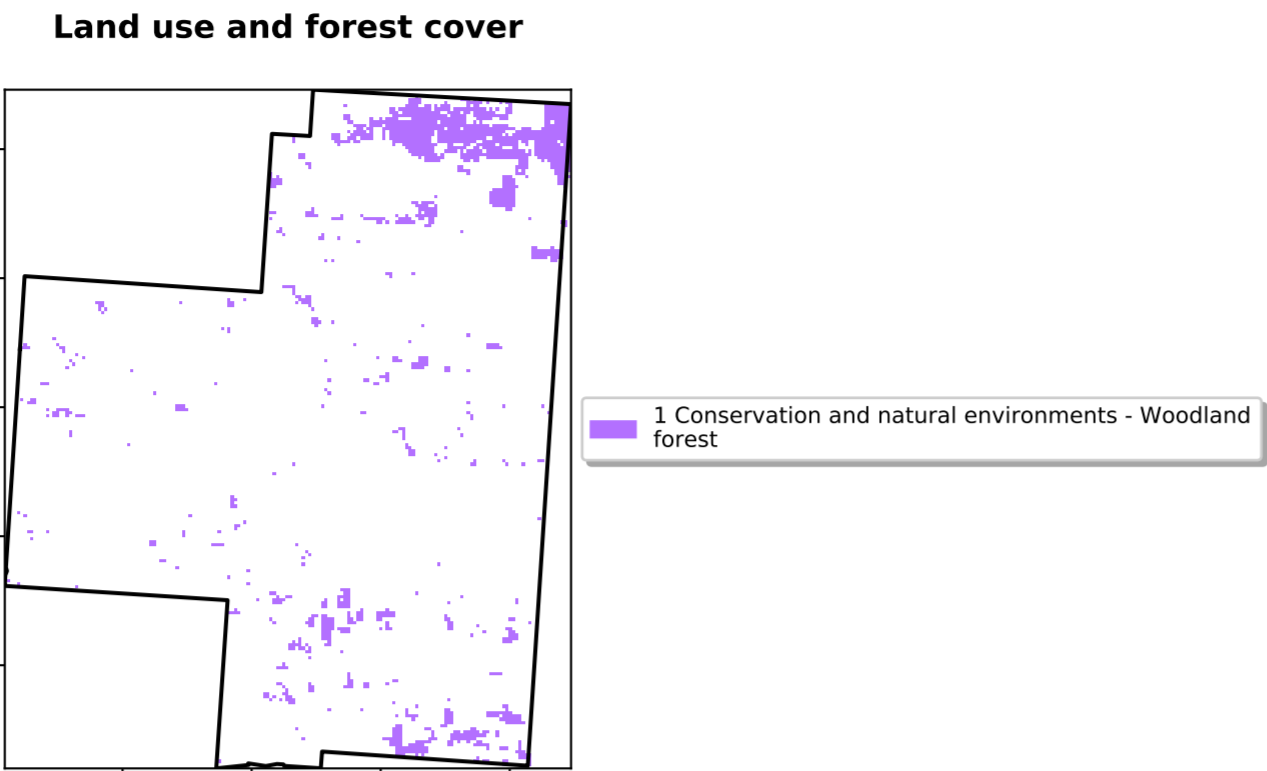 Land use and forest cover
1 Conservation and natural environments - Woodland
forest